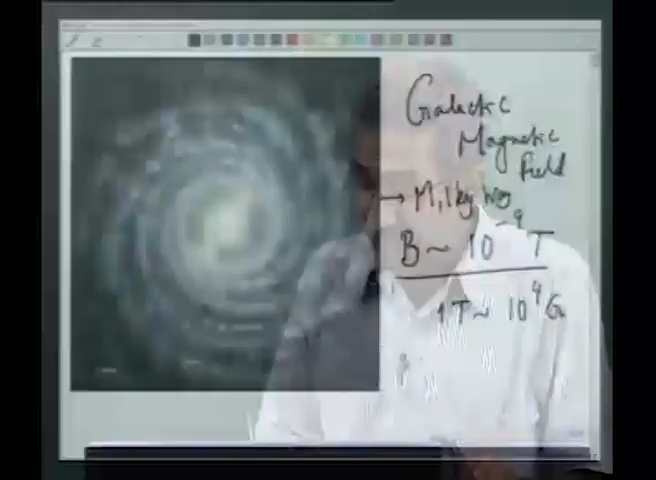 Galactic
Magnetic
Field
→ Milky Way
B ~ 10⁻⁹ T
1 T ~ 10⁴ G